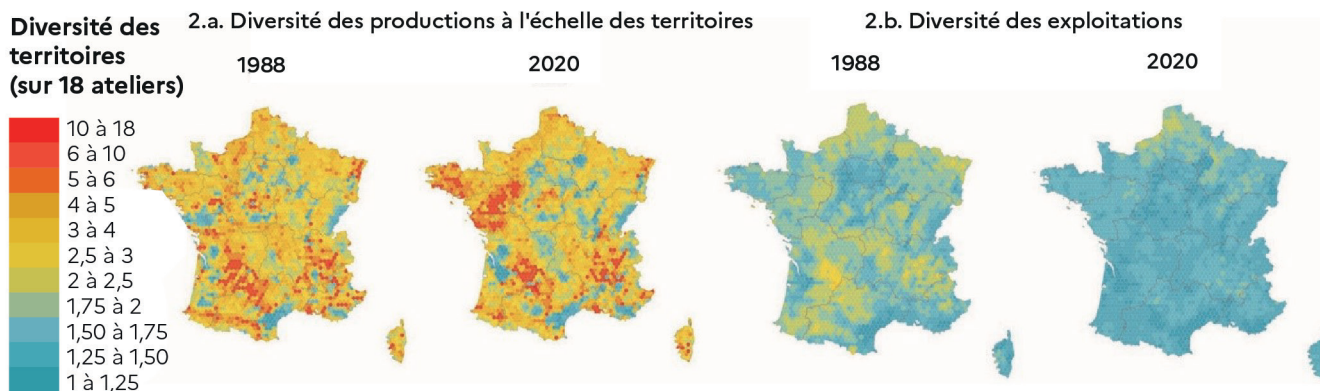 Diversité des
territoires
(sur 18 ateliers)
2.a. Diversité des productions à l'échelle des territoires
2.b. Diversité des exploitations
1988
2020
1988
2020
10 à 18
6 à 10
5 à 6
4 à 5
3 à 4
2,5 à 3
2 à 2,5
1,75 à 2
1,50 à 1,75
1,25 à 1,50
1 à 1,25